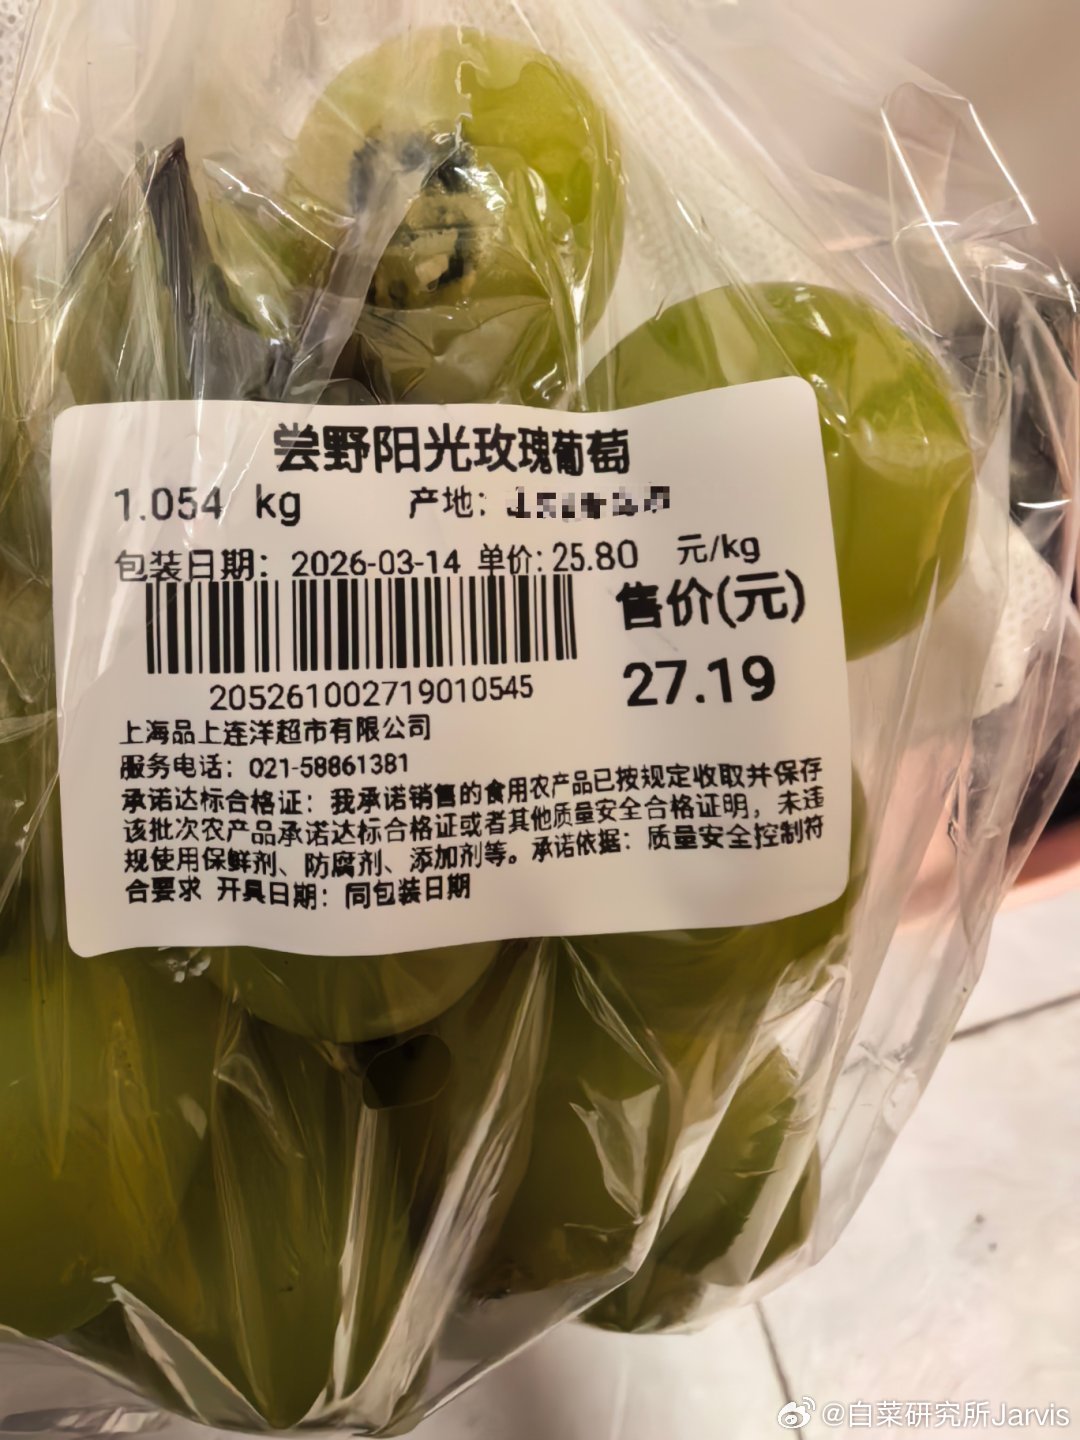 尝野阳光玫瑰葡萄
1.054 kg 产地：
包装日期：2026-03-14 单价:25.80 元/kg
售价(元)
27.19
205261002719010545
上海品上连洋超市有限公司
服务电话：021-58861381
承诺达标合格证：我承诺销售的食用农产品已按规定收取并保存
该批次农产品承诺达标合格证或者其他质量安全合格证明，未违
规使用保鲜剂、防腐剂、添加剂等。承诺依据：质量安全控制符
合要求 开具日期：同包装日期
@白菜研究所Jarvis